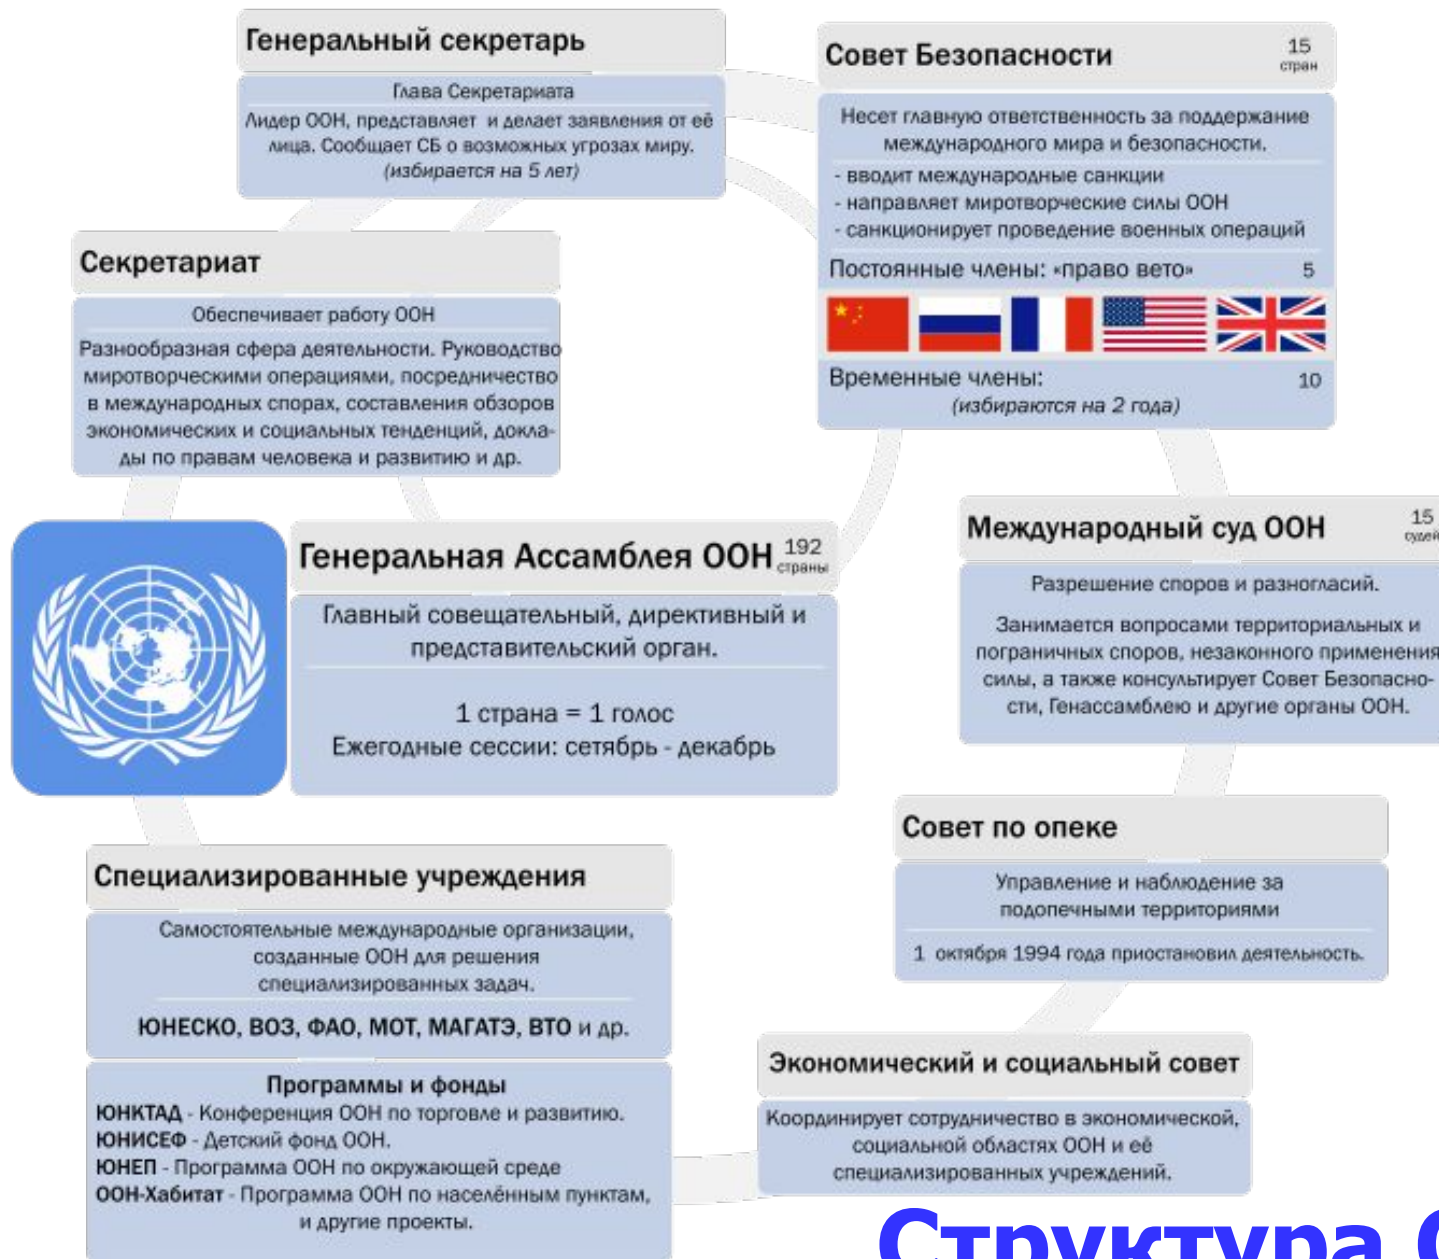 Генеральный секретарь
Глава Секретариата
Лидер ООН, представляет и делает заявления от её
лица. Сообщает СБ о возможных угрозах миру.
(избирается на 5 лет)
Совет Безопасности
15
стран
Несет главную ответственность за поддержание
международного мира и безопасности.
- вводит международные санкции
- направляет миротворческие силы ООН
- санкционирует проведение военных операций
Постоянные члены: «право вето» 5
Временные члены: 10
(избираются на 2 года)
Секретариат
Обеспечивает работу ООН
Разнообразная сфера деятельности. Руководство
миротворческими операциями, посредничество
в международных спорах, составления обзоров
экономических и социальных тенденций, докла-
ды по правам человека и развитию и др.
Генеральная Ассамблея ООН
192
страны
Главный совещательный, директивный и
представительский орган.
1 страна = 1 голос
Ежегодные сессии: сетябрь - декабрь
Международный суд ООН
15
судей
Разрешение споров и разногласий.
Занимается вопросами территориальных и
пограничных споров, незаконного применения
силы, а также консультирует Совет Безопасно-
сти, Генассамблею и другие органы ООН.
Совет по опеке
Управление и наблюдение за
подопечными территориями
1 октября 1994 года приостановил деятельность.
Специализированные учреждения
Самостоятельные международные организации,
созданные ООН для решения
специализированных задач.
ЮНЕСКО, ВОЗ, ФАО, МОТ, МАГАТЭ, ВТО и др.
Программы и фонды
ЮНКТАД - Конференция ООН по торговле и развитию.
ЮНИСЕФ - Детский фонд ООН.
ЮНЕП - Программа ООН по окружающей среде
ООН-Хабитат - Программа ООН по населённым пунктам,
и другие проекты.
Экономический и социальный совет
Координирует сотрудничество в экономической,
социальной областях ООН и её
специализированных учреждений.
Структура